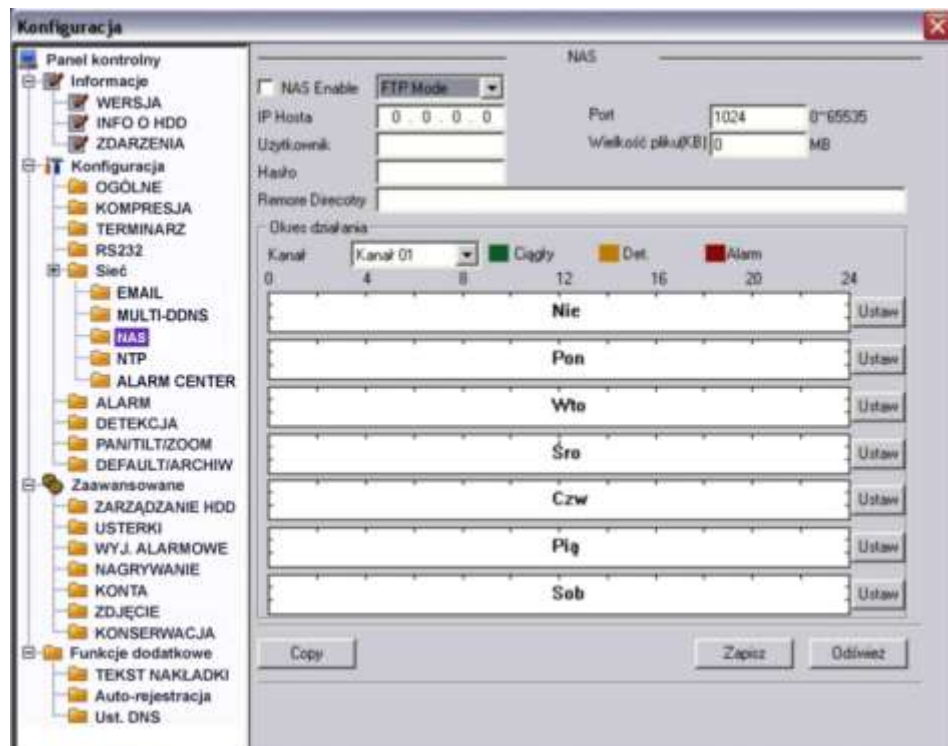 Konfiguracja
Panel kontrolny
Informacje
WERSJA
INFO O HDD
ZDARZENIA
Konfiguracja
OGÓLNE
KOMPRESJA
TERMINARZ
RS232
Sieć
EMAIL
MULTI-DDNS
NAS
NTP
ALARM CENTER
ALARM
DETEKCJA
PAN/TILT/ZOOM
DEFAULT/ARCHIW
Zaawansowane
ZARZĄDZANIE HDD
USTERKI
WYJ. ALARMOWE
NAGRYWANIE
KONTA
ZDJĘCIE
KONSERWACJA
Funkcje dodatkowe
TEKST NAKŁADKI
Auto-rejestracja
Ust. DNS
NAS
NAS Enable FTP Mode
IP Hosta 0 . 0 . 0 . 0 Port 1024 0~65535
Użytkownik Wielkość pliku(KB) 0 MB
Hasło
Remore Direcotry
Okres działania
Kanał Kanał 01 Ciągły Det. Alarm
0 4 8 12 16 20 24
Nie Ustaw
Pon Ustaw
Wto Ustaw
Śro Ustaw
Czw Ustaw
Pią Ustaw
Sob Ustaw
Copy Zapisz Odśwież